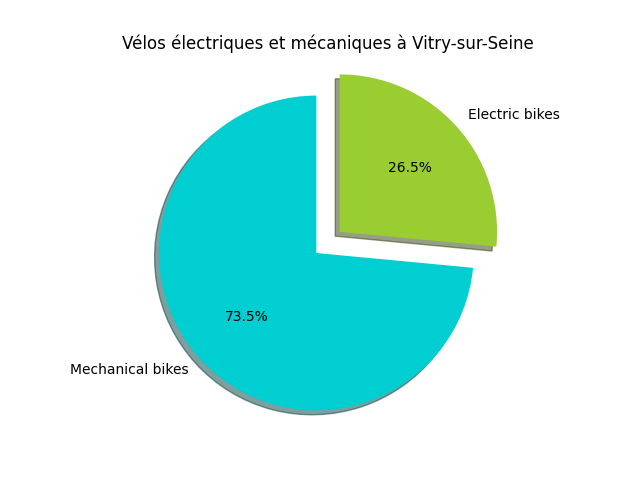 Vélos électriques et mécaniques à Vitry-sur-Seine
Electric bikes
26.5%
73.5%
Mechanical bikes